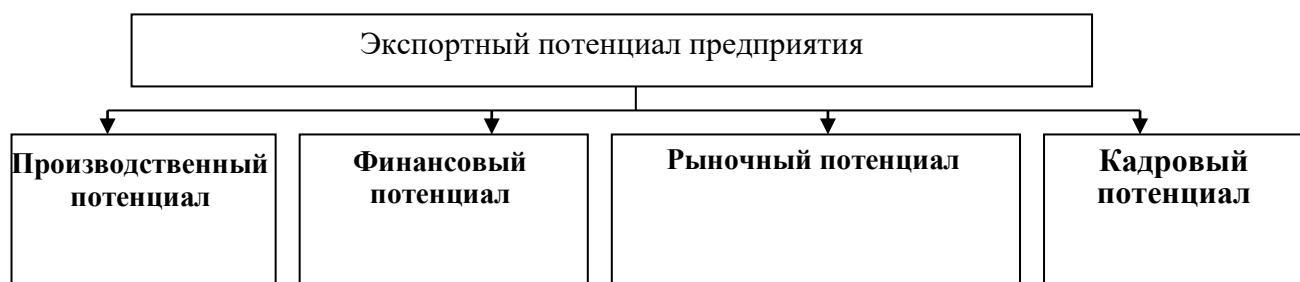 Экспортный потенциал предприятия
Производственный
потенциал
Финансовый
потенциал
Рыночный потенциал
Кадровый
потенциал